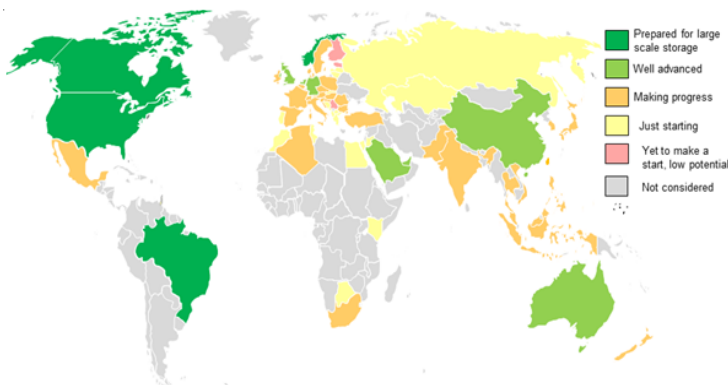 Prepared for large
scale storage
Well advanced
Making progress
Just starting
Yet to make a
start, low potential
Not considered